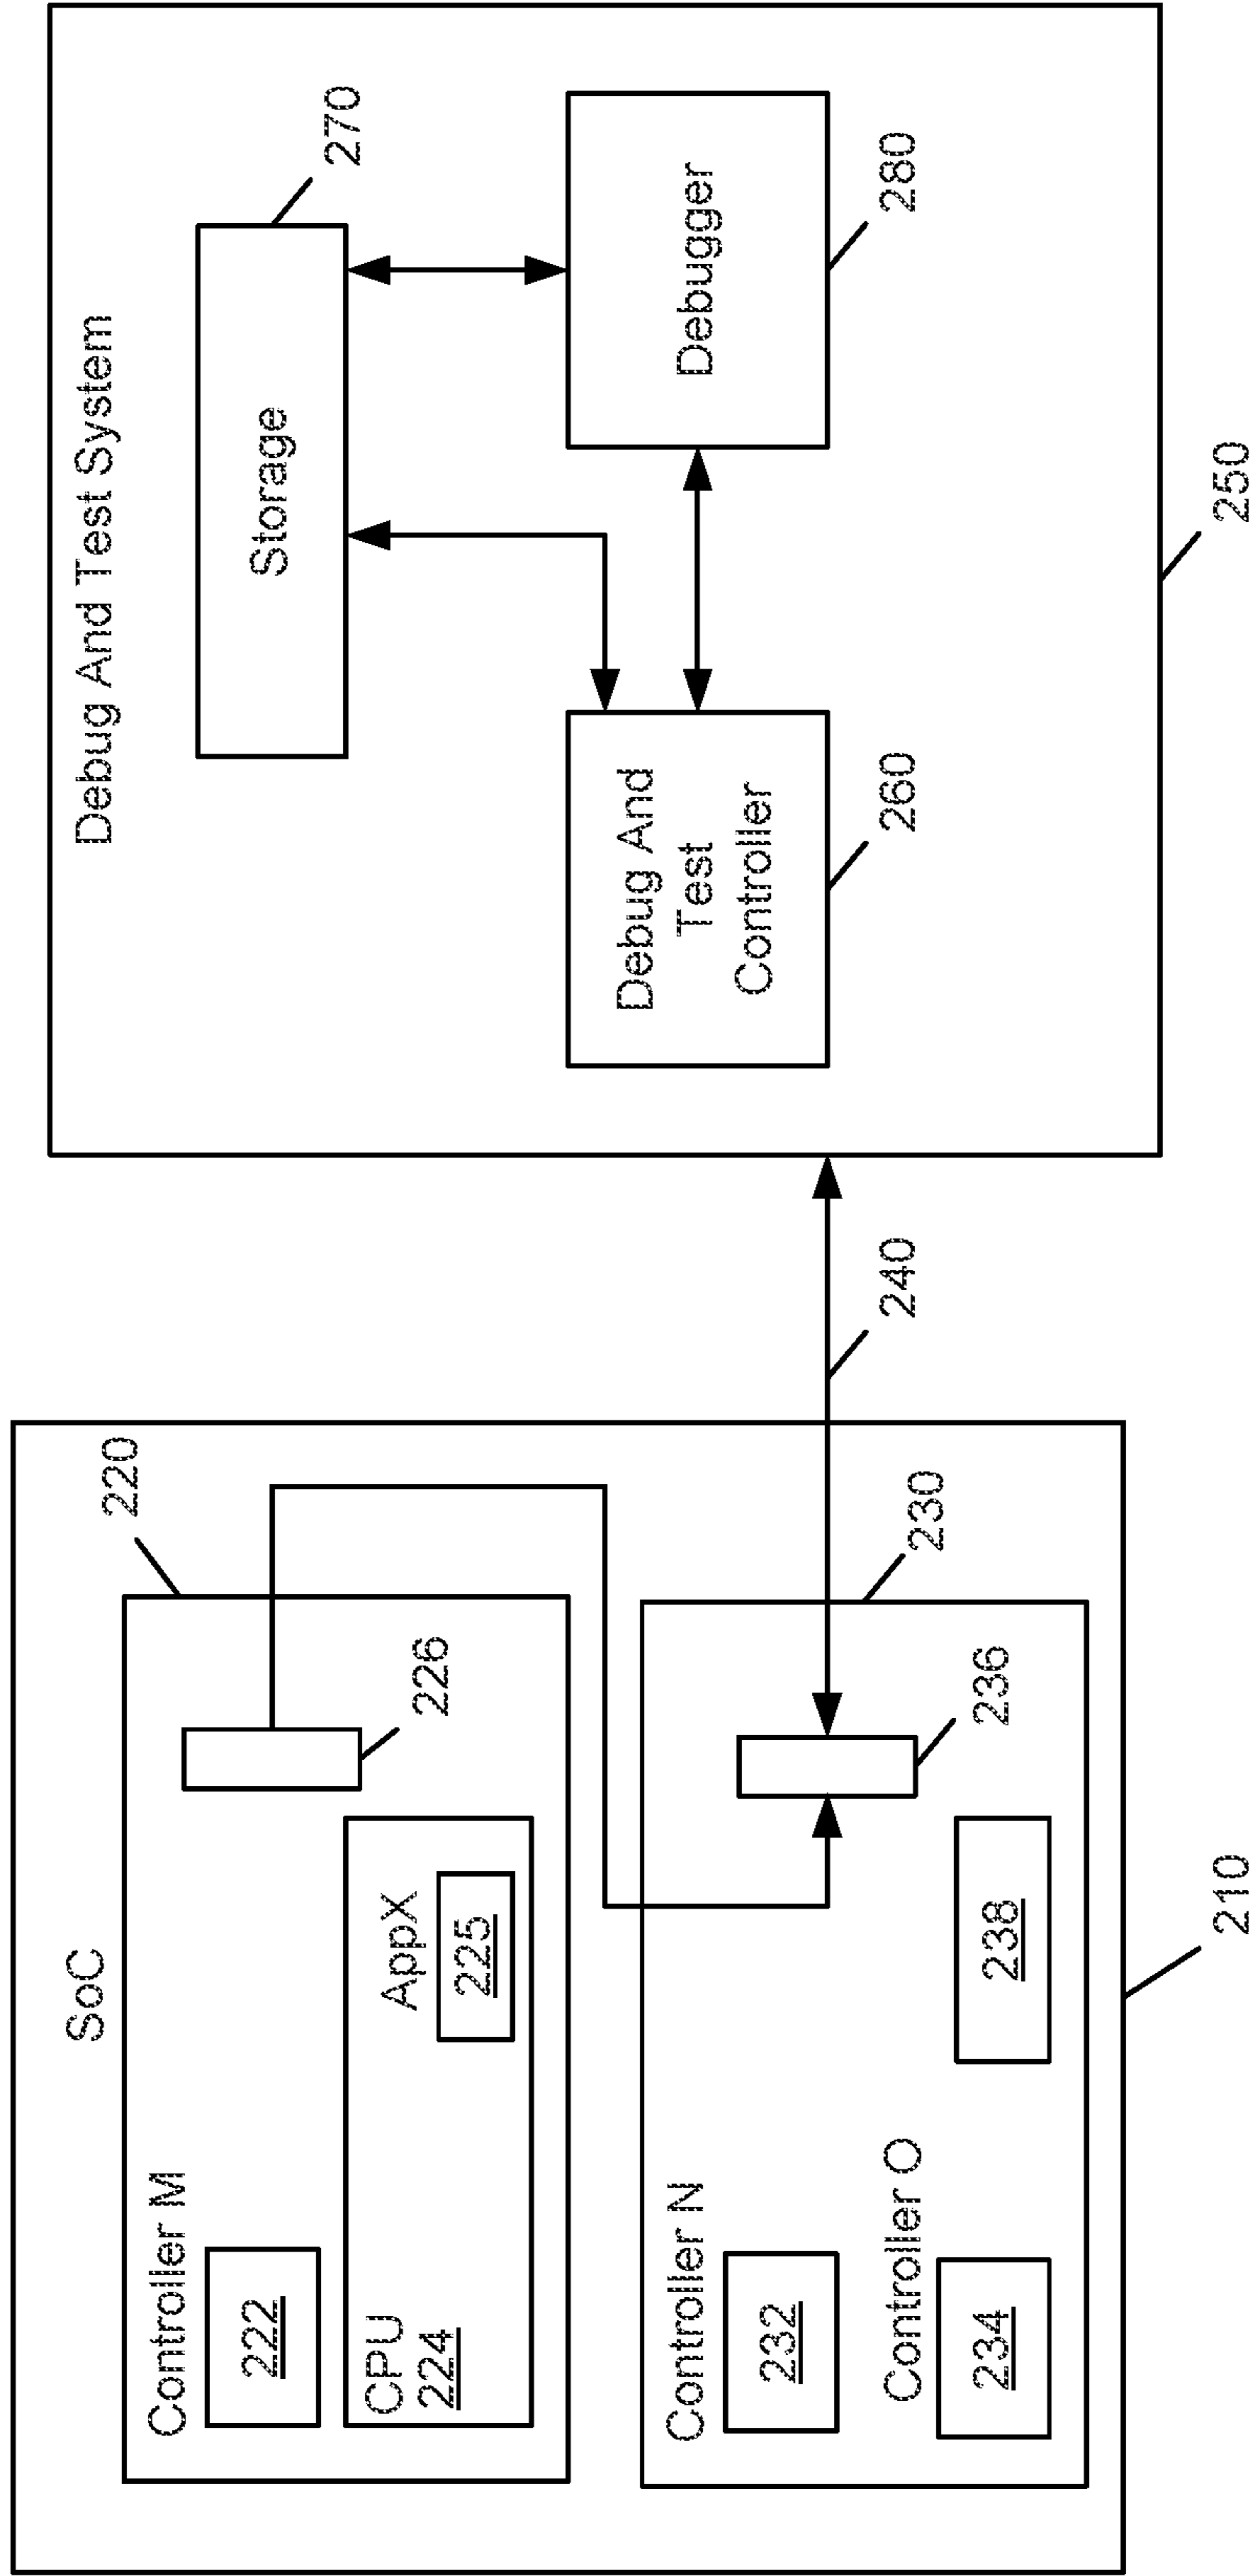 SoC
220
Controller M
222
226
CPU
224
AppX
225
Controller N
232
230
Controller O
234
236
238
210
240
Debug And Test System
Storage
270
Debug And
Test
Controller
260
Debugger
280
250